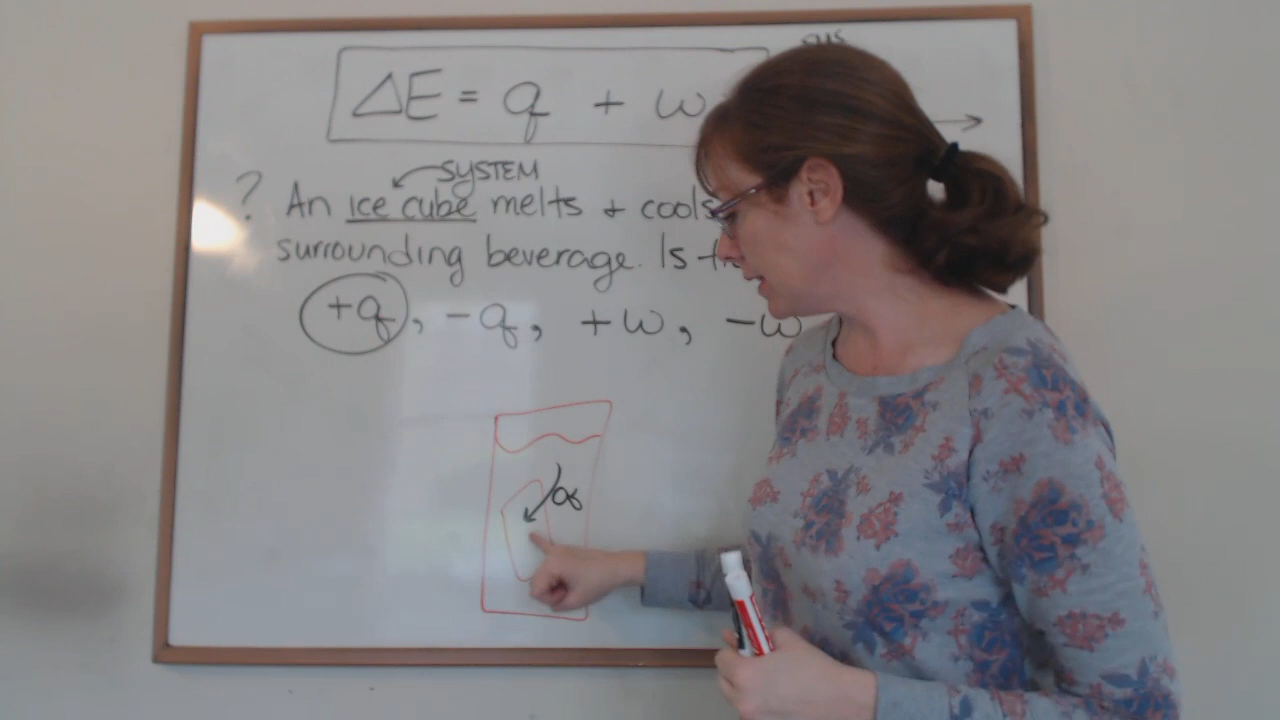 ΔE = q + w
SYSTEM
? An ice cube melts + cools
surrounding beverage. Is
+q, -q, +w, -w
q